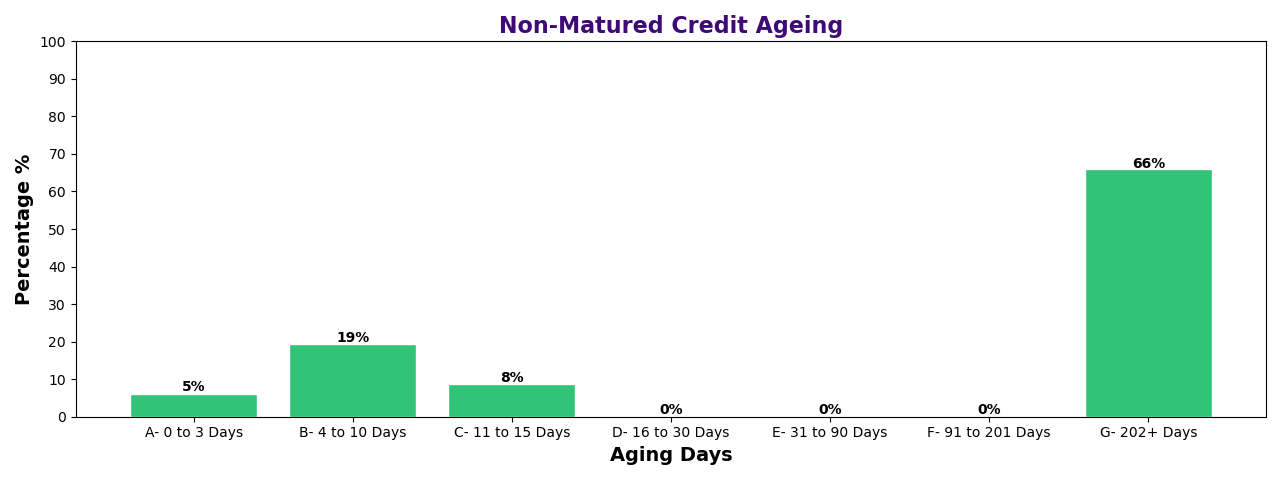 Non-Matured Credit Ageing
Percentage %
100
90
80
70
60
50
40
30
20
10
0
5%
19%
8%
0%
0%
0%
66%
A- 0 to 3 Days
B- 4 to 10 Days
C- 11 to 15 Days
D- 16 to 30 Days
E- 31 to 90 Days
F- 91 to 201 Days
G- 202+ Days
Aging Days